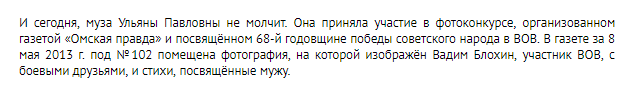 И сегодня, муза Ульяны Павловны не молчит. Она приняла участие в фотоконкурсе, организованном
газетой «Омская правда» и посвящённом 68-й годовщине победы советского народа в ВОВ. В газете за 8
мая 2013 г. под №102 помещена фотография, на которой изображён Вадим Блохин, участник ВОВ, с
боевыми друзьями, и стихи, посвящённые мужу.